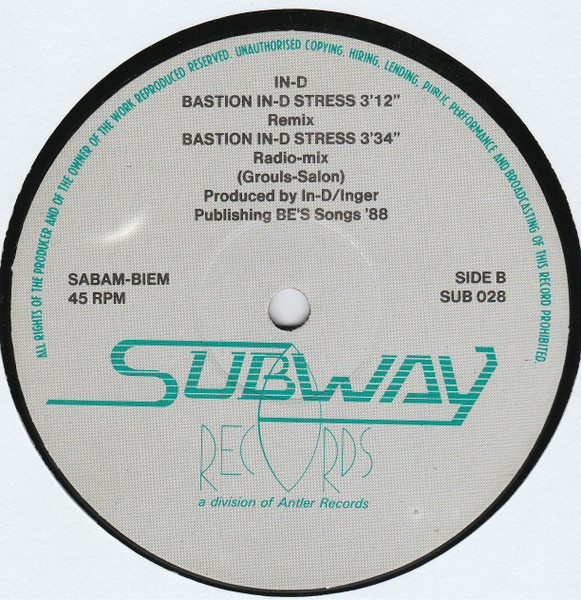 ALL RIGHTS OF THE PRODUCER AND OF THE OWNER OF THE WORK REPRODUCED RESERVED. UNAUTHORISED COPYING, HIRING, LENDING, PUBLIC PERFORMANCE AND BROADCASTING OF THIS RECORD PROHIBITED.
IN-D
BASTION IN-D STRESS 3'12"
Remix
BASTION IN-D STRESS 3'34"
Radio-mix
(Grouls-Salon)
Produced by In-D/Inger
Publishing BE'S Songs '88
SABAM-BIEM SIDE B
45 RPM SUB 028
SUBWAY
RECORDS
a division of Antler Records